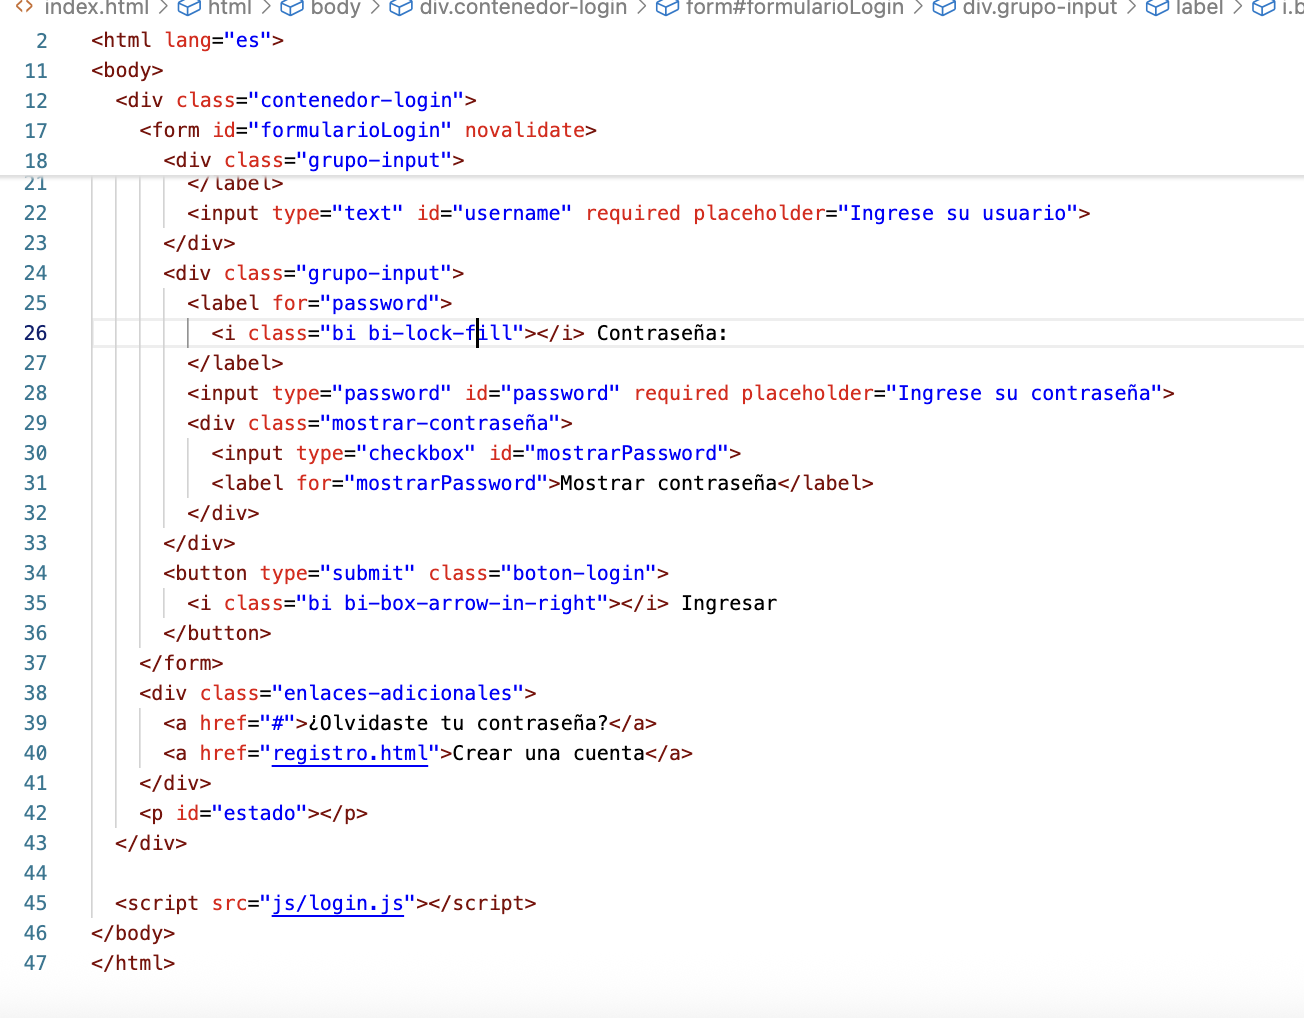 index.html > html > body > div.contenedor-login > form#formularioLogin > div.grupo-input > label > i.b
2 <html lang="es">
11 <body>
12 <div class="contenedor-login">
17 <form id="formularioLogin" novalidate>
18 <div class="grupo-input">
21 </label>
22 <input type="text" id="username" required placeholder="Ingrese su usuario">
23 </div>
24 <div class="grupo-input">
25 <label for="password">
26 <i class="bi bi-lock-fill"></i> Contraseña:
27 </label>
28 <input type="password" id="password" required placeholder="Ingrese su contraseña">
29 <div class="mostrar-contraseña">
30 <input type="checkbox" id="mostrarPassword">
31 <label for="mostrarPassword">Mostrar contraseña</label>
32 </div>
33 </div>
34 <button type="submit" class="boton-login">
35 <i class="bi bi-box-arrow-in-right"></i> Ingresar
36 </button>
37 </form>
38 <div class="enlaces-adicionales">
39 <a href="#">¿Olvidaste tu contraseña?</a>
40 <a href="registro.html">Crear una cuenta</a>
41 </div>
42 <p id="estado"></p>
43 </div>
44
45 <script src="js/login.js"></script>
46 </body>
47 </html>